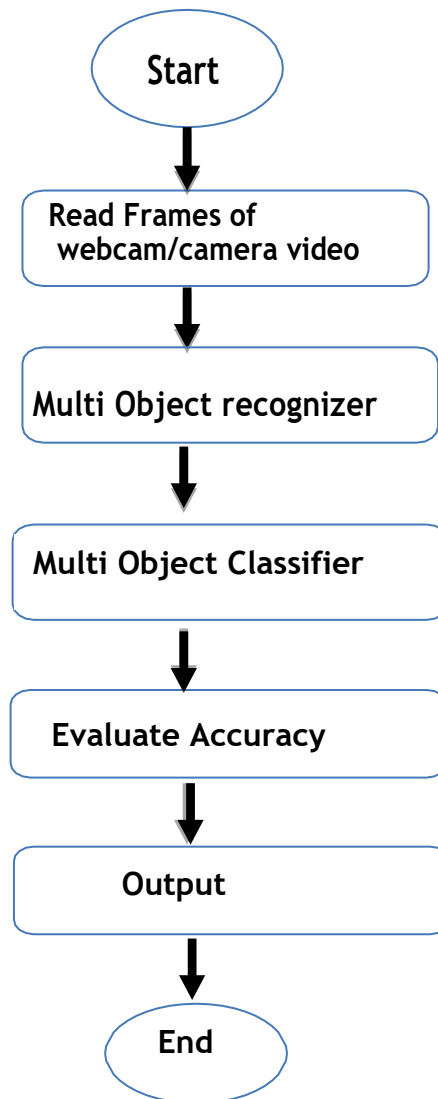 Start
Read Frames of
webcam/camera video
Multi Object recognizer
Multi Object Classifier
Evaluate Accuracy
Output
End